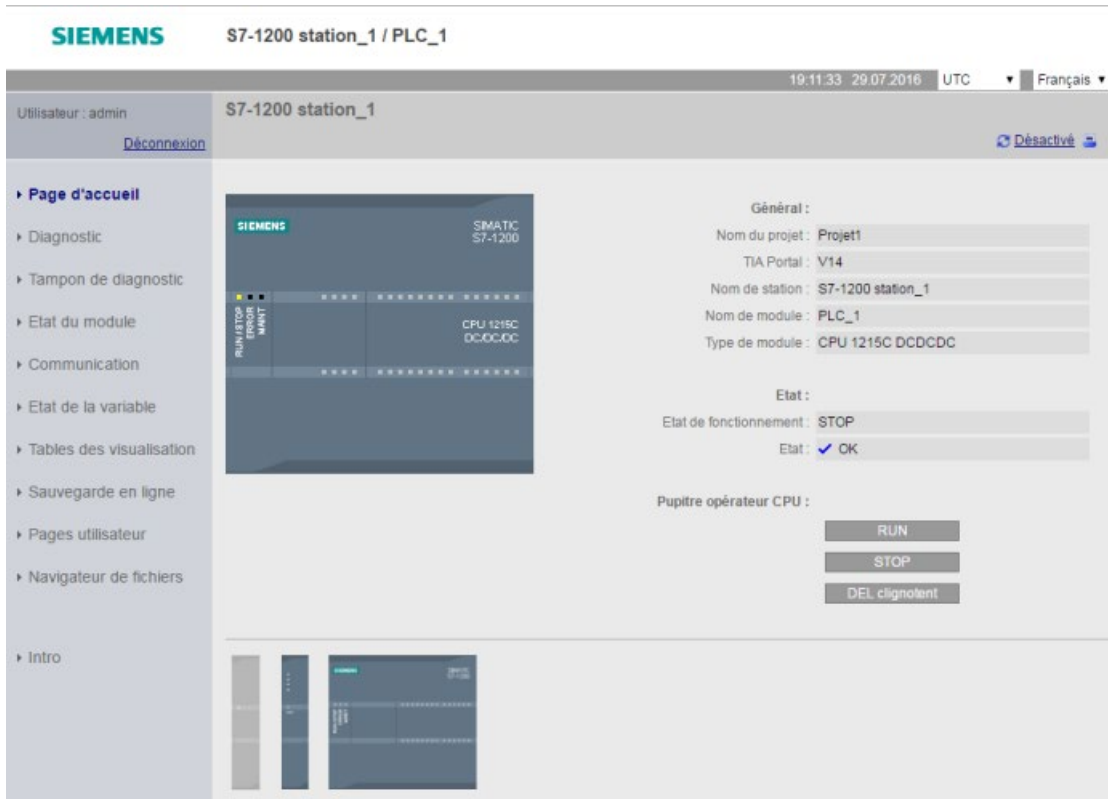 SIEMENS
S7-1200 station_1 / PLC_1
19:11:33 29.07.2016 UTC Français
Utilisateur : admin
Déconnexion
S7-1200 station_1
Désactivé
Page d'accueil
Diagnostic
Tampon de diagnostic
Etat du module
Communication
Etat de la variable
Tables des visualisation
Sauvegarde en ligne
Pages utilisateur
Navigateur de fichiers
Intro
SIEMENS
SIMATIC
S7-1200
RUN / STOP
ERROR
MAINT
CPU 1215C
DC/DC/DC
Général :
Nom du projet : Projet1
TIA Portal : V14
Nom de station : S7-1200 station_1
Nom de module : PLC_1
Type de module : CPU 1215C DCDCDC
Etat :
Etat de fonctionnement : STOP
Etat : OK
Pupitre opérateur CPU :
RUN
STOP
DEL clignotent
SIEMENS
SIMATIC
S7-1200